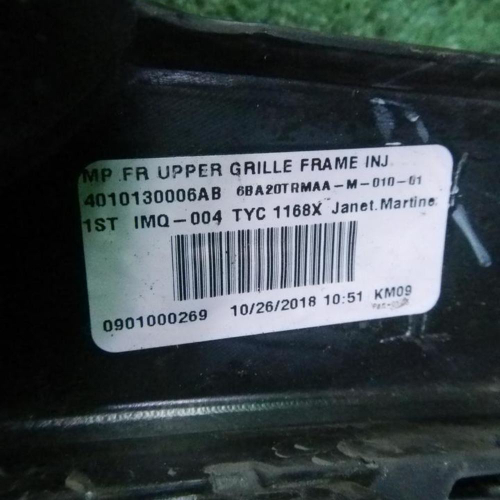 MP FR UPPER GRILLE FRAME INJ
4010130006AB 6BA20TRMAA-M-010-01
1ST IMQ-004 TYC 1168X Janet.Martine
0901000269 10/26/2018 10:51 KM09